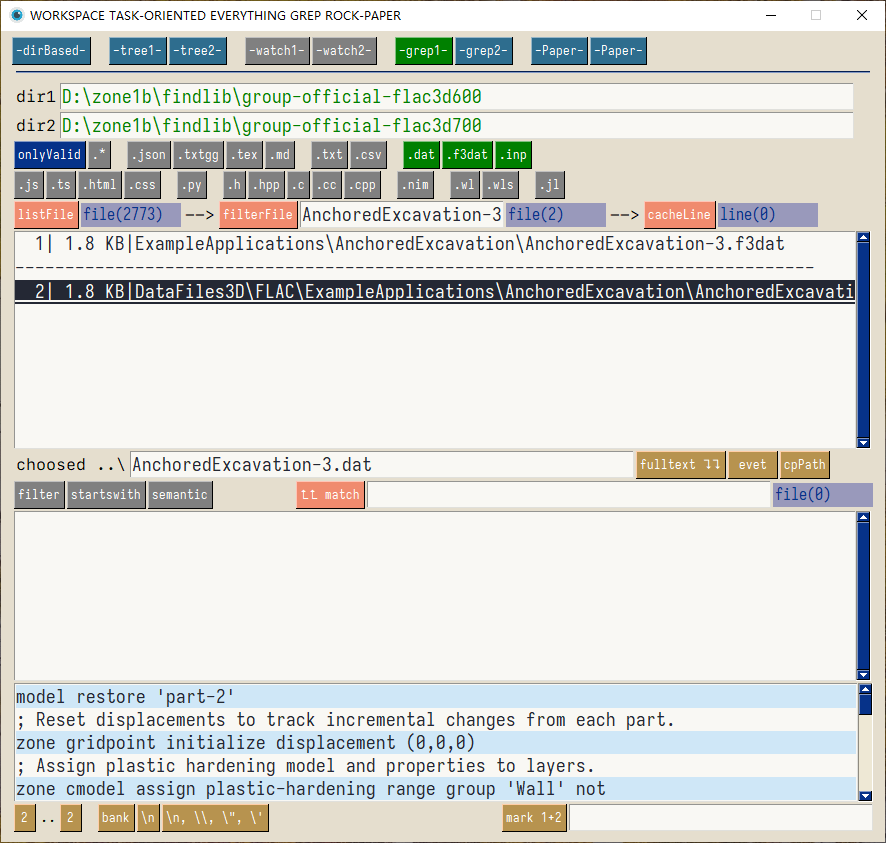 WORKSPACE TASK-ORIENTED EVERYTHING GREP ROCK-PAPER
-dirBased- -tree1- -tree2- -watch1- -watch2- -grep1- -grep2- -Paper- -Paper-
dir1 D:\zone1b\findlib\group-official-flac3d600
dir2 D:\zone1b\findlib\group-official-flac3d700
onlyValid .* .json .txtgg .tex .md .txt .csv .dat .f3dat .inp
.js .ts .html .css .py .h .hpp .c .cc .cpp .nim .wl .wls .jl
listFile file(2773) --> filterFile AnchoredExcavation-3 file(2) --> cacheLine line(0)
1| 1.8 KB|ExampleApplications\AnchoredExcavation\AnchoredExcavation-3.f3dat
--------------------------------------------------------------------------------
2| 1.8 KB|DataFiles3D\FLAC\ExampleApplications\AnchoredExcavation\AnchoredExcavati
choosed ..\ AnchoredExcavation-3.dat fulltext ↴↴ evet cpPath
filter startswith semantic tt match file(0)
model restore 'part-2'
; Reset displacements to track incremental changes from each part.
zone gridpoint initialize displacement (0,0,0)
; Assign plastic hardening model and properties to layers.
zone cmodel assign plastic-hardening range group 'Wall' not
2 .. 2 bank \n \n, \\, \", \' mark 1+2